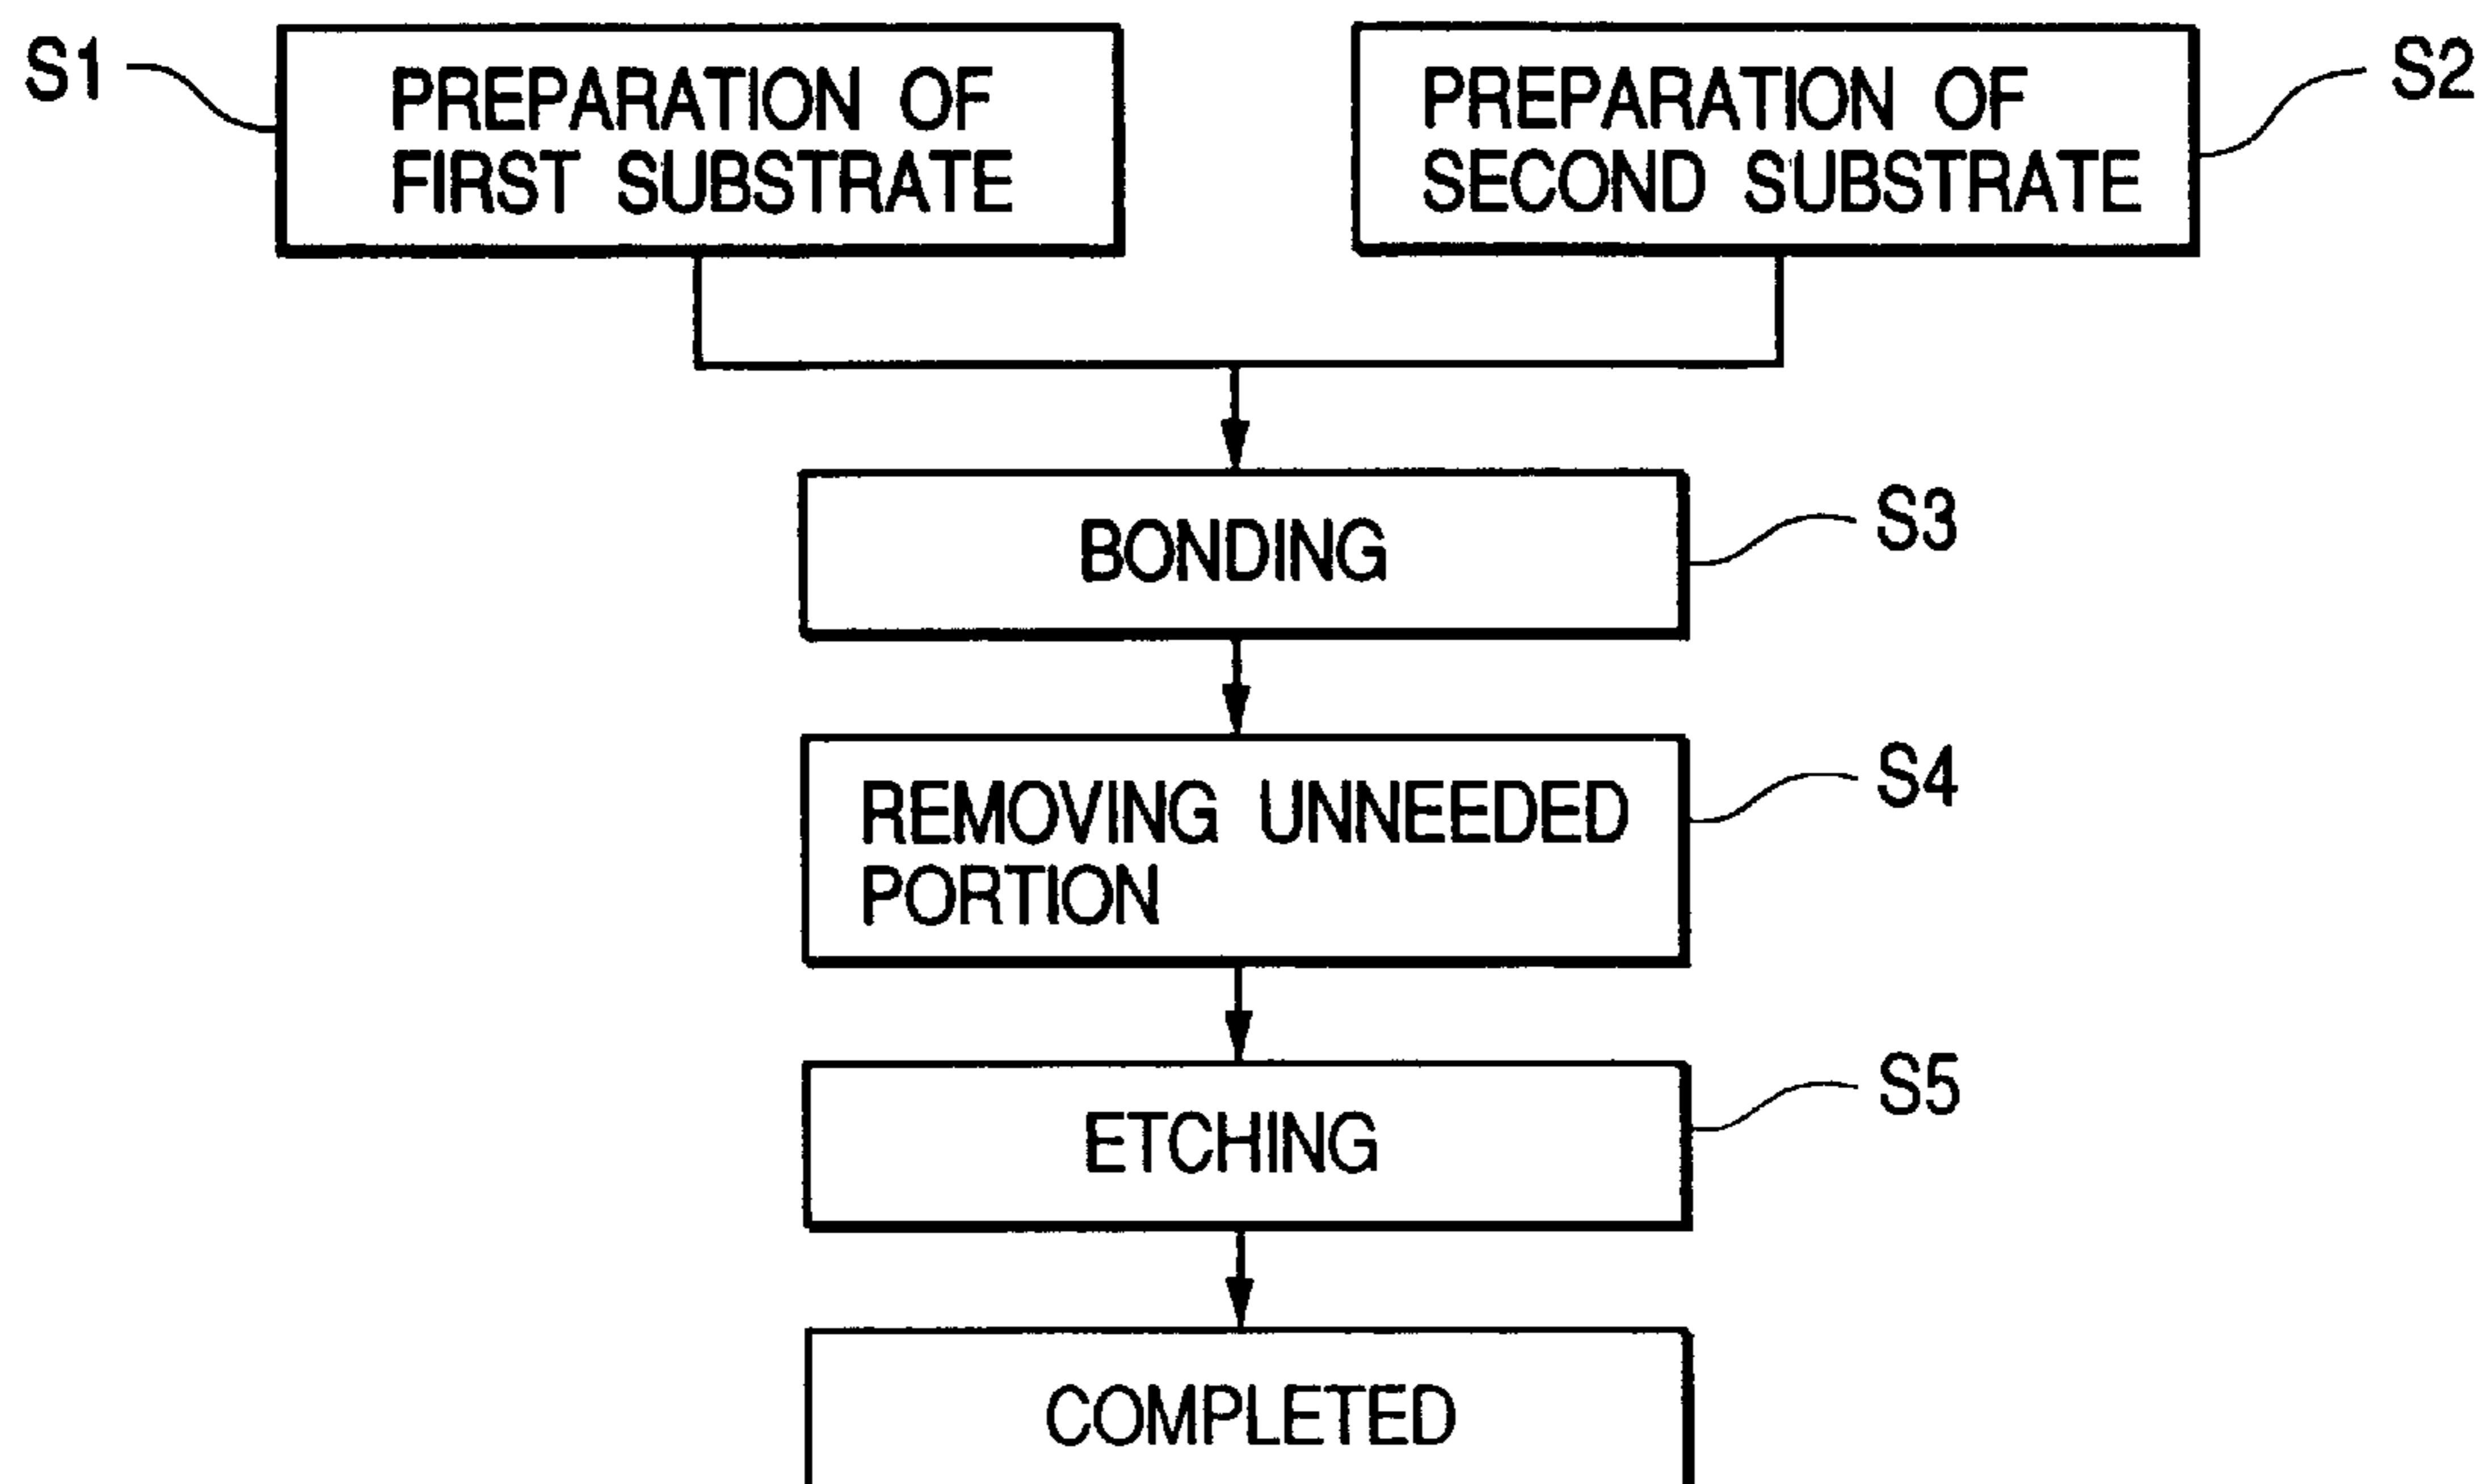 S1
PREPARATION OF
FIRST SUBSTRATE
PREPARATION OF
SECOND SUBSTRATE
S2
BONDING
S3
REMOVING UNNEEDED
PORTION
S4
ETCHING
S5
COMPLETED